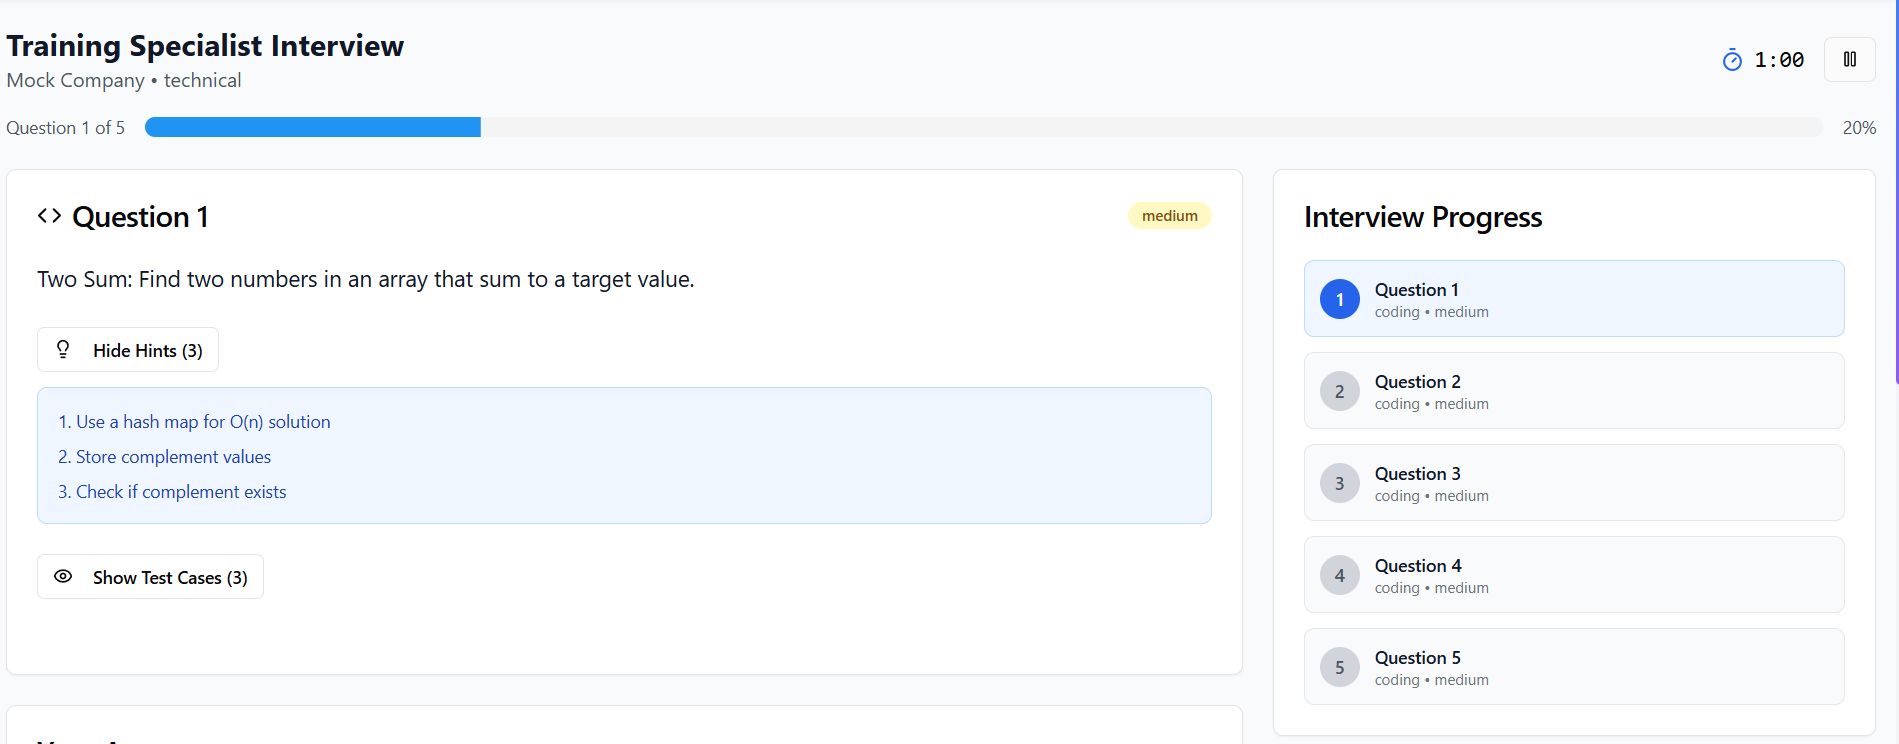 Training Specialist Interview
Mock Company • technical
1:00
Question 1 of 5
20%
<> Question 1
medium
Two Sum: Find two numbers in an array that sum to a target value.
Hide Hints (3)
1. Use a hash map for O(n) solution
2. Store complement values
3. Check if complement exists
Show Test Cases (3)
Interview Progress
1
Question 1
coding • medium
2
Question 2
coding • medium
3
Question 3
coding • medium
4
Question 4
coding • medium
5
Question 5
coding • medium